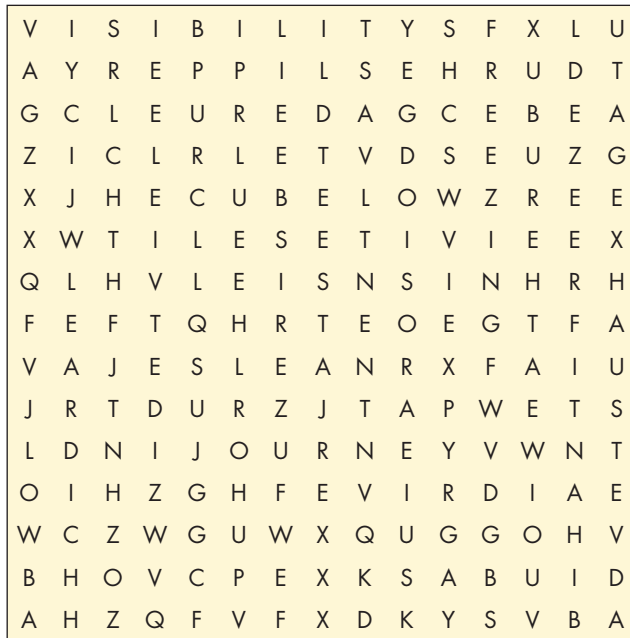 V I S I B I L I T Y S F X L U
A Y R E P P I L S E H R U D T
G C L E U R E D A G C E B E A
Z I C L R L E T V D S E U Z G
X J H E C U B E L O W Z R E E
X W T I L E S E T I V I E E X
Q L H V L E I S N S I N H R H
F E F T Q H R T E O E G T F A
V A J E S L E A N R X F A I U
J R T D U R Z J T A P W E T S
L D N I J O U R N E Y V W N T
O I H Z G H F E V I R D I A E
W C Z W G U W X Q U G G O H V
B H O V C P E X K S A B U I D
A H Z Q F V F X D K Y S V B A